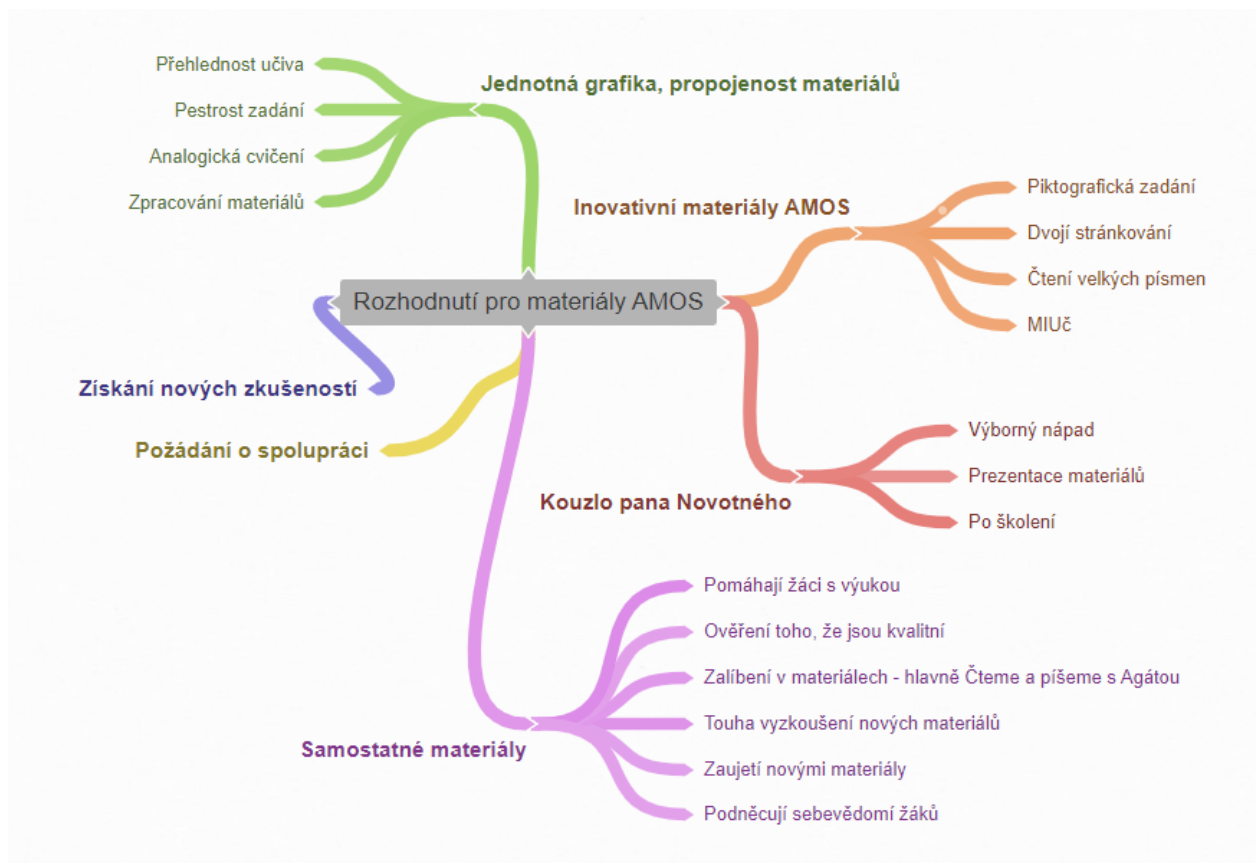 Přehlednost učiva
Pestrost zadání
Analogická cvičení
Zpracování materiálů
Jednotná grafika, propojenost materiálů
Inovativní materiály AMOS
Piktografická zadání
Dvojí stránkování
Čtení velkých písmen
MIUč
Rozhodnutí pro materiály AMOS
Získání nových zkušeností
Požádání o spolupráci
Kouzlo pana Novotného
Výborný nápad
Prezentace materiálů
Po školení
Samostatné materiály
Pomáhají žáci s výukou
Ověření toho, že jsou kvalitní
Zalíbení v materiálech - hlavně Čteme a píšeme s Agátou
Touha vyzkoušení nových materiálů
Zaujetí novými materiály
Podněcují sebevědomí žáků